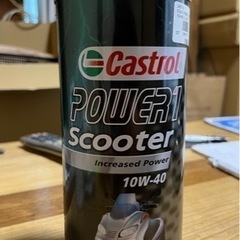 Castrol
POWER1
Scooter
Increased Power
10W-40